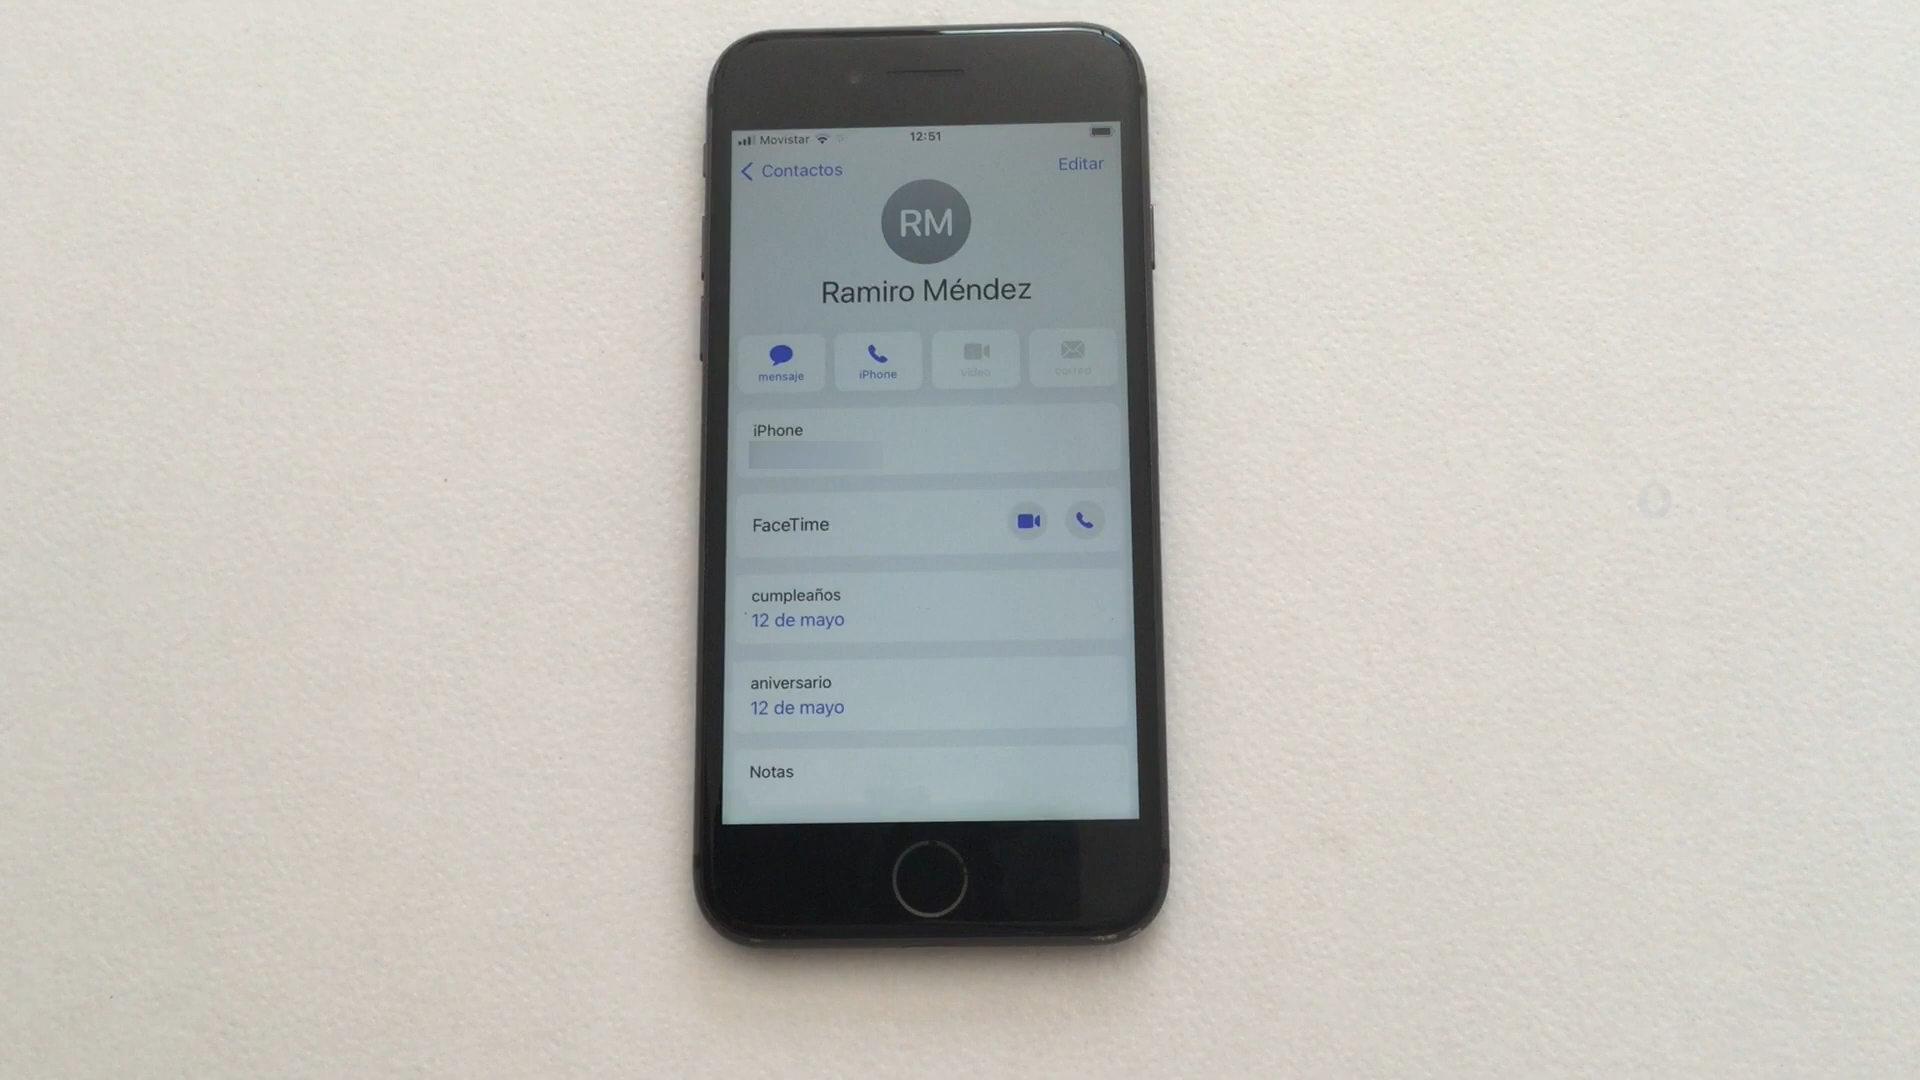 Movistar 12:51
Contactos Editar
RM
Ramiro Méndez
mensaje iPhone vídeo correo
iPhone
FaceTime
cumpleaños
12 de mayo
aniversario
12 de mayo
Notas